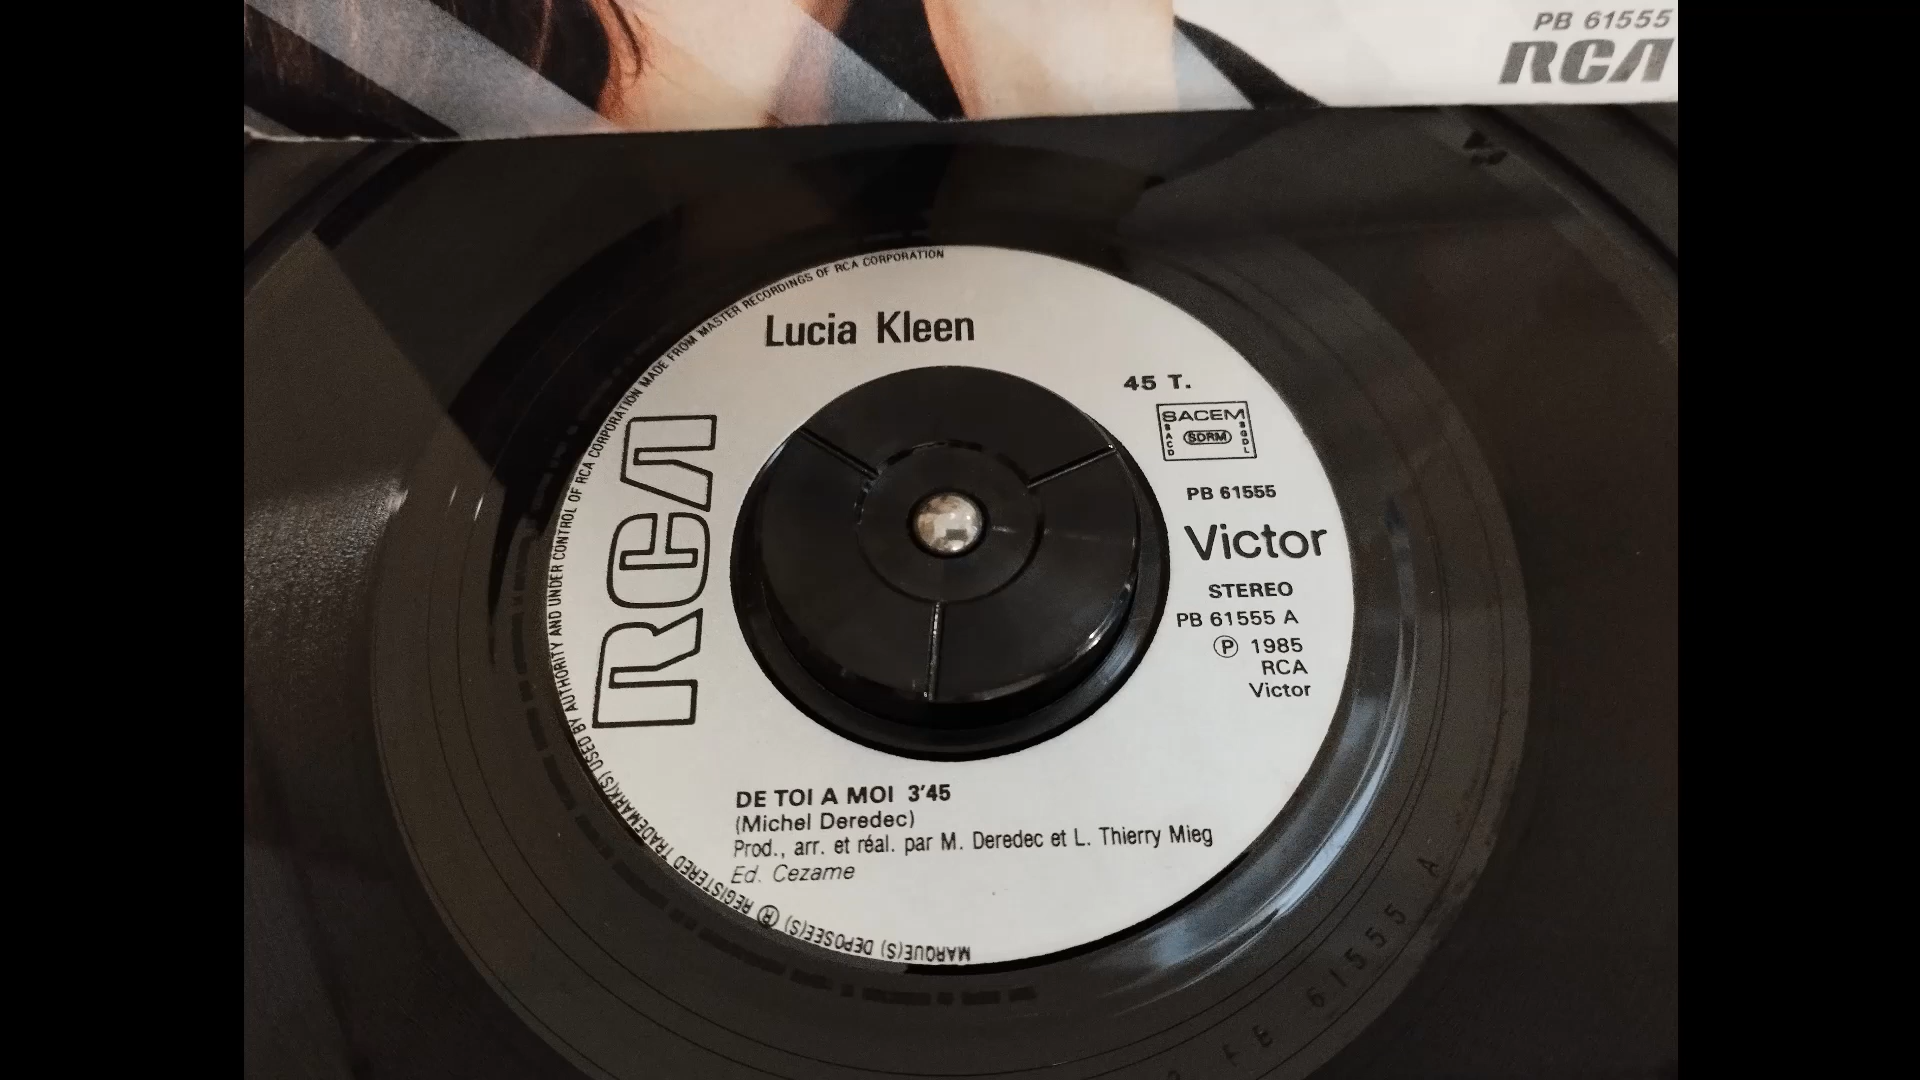 PB 61555
RCA
MARQUE(S) DEPOSEE(S) ® REGISTERED TRADEMARK(S) USED BY AUTHORITY AND UNDER CONTROL OF RCA CORPORATION MADE FROM MASTER RECORDINGS OF RCA CORPORATION
Lucia Kleen
45 T.
SACEM
SACD
SDRM
SGDL
RCA
PB 61555
Victor
STEREO
PB 61555 A
℗ 1985
RCA
Victor
DE TOI A MOI 3'45
(Michel Deredec)
Prod., arr. et réal. par M. Deredec et L. Thierry Mieg
Ed. Cezame
61555 A